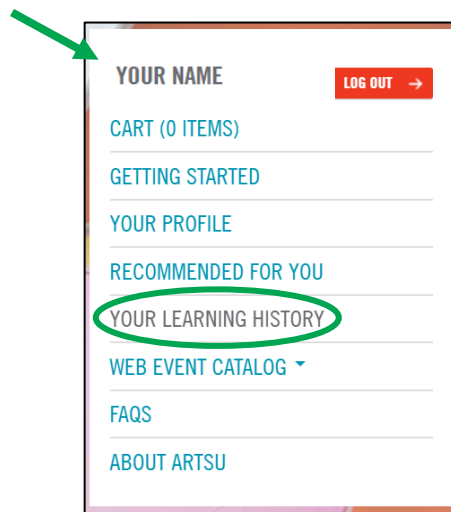 YOUR NAME
LOG OUT →
CART (0 ITEMS)
GETTING STARTED
YOUR PROFILE
RECOMMENDED FOR YOU
YOUR LEARNING HISTORY
WEB EVENT CATALOG
FAQS
ABOUT ARTSU